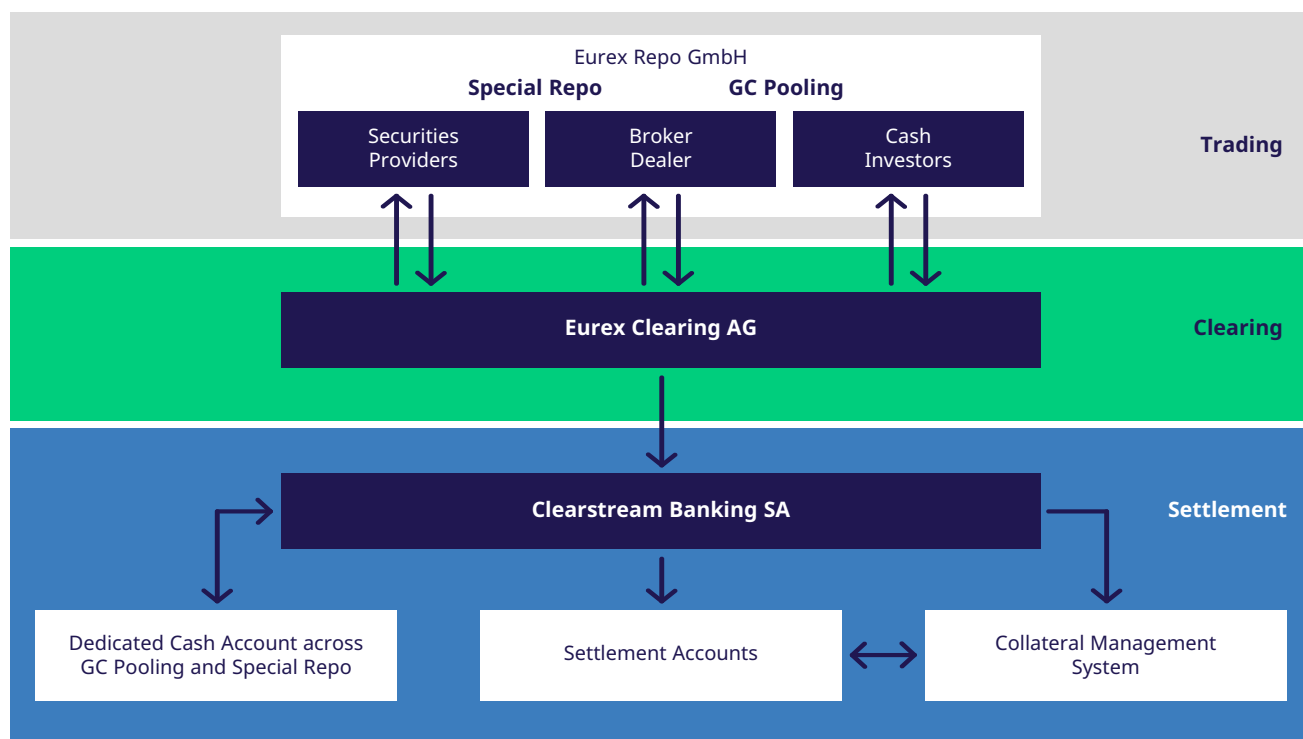 Eurex Repo GmbH
Special Repo
GC Pooling
Securities
Providers
Broker
Dealer
Cash
Investors
Trading
Eurex Clearing AG
Clearing
Clearstream Banking SA
Settlement
Dedicated Cash Account across
GC Pooling and Special Repo
Settlement Accounts
Collateral Management
System